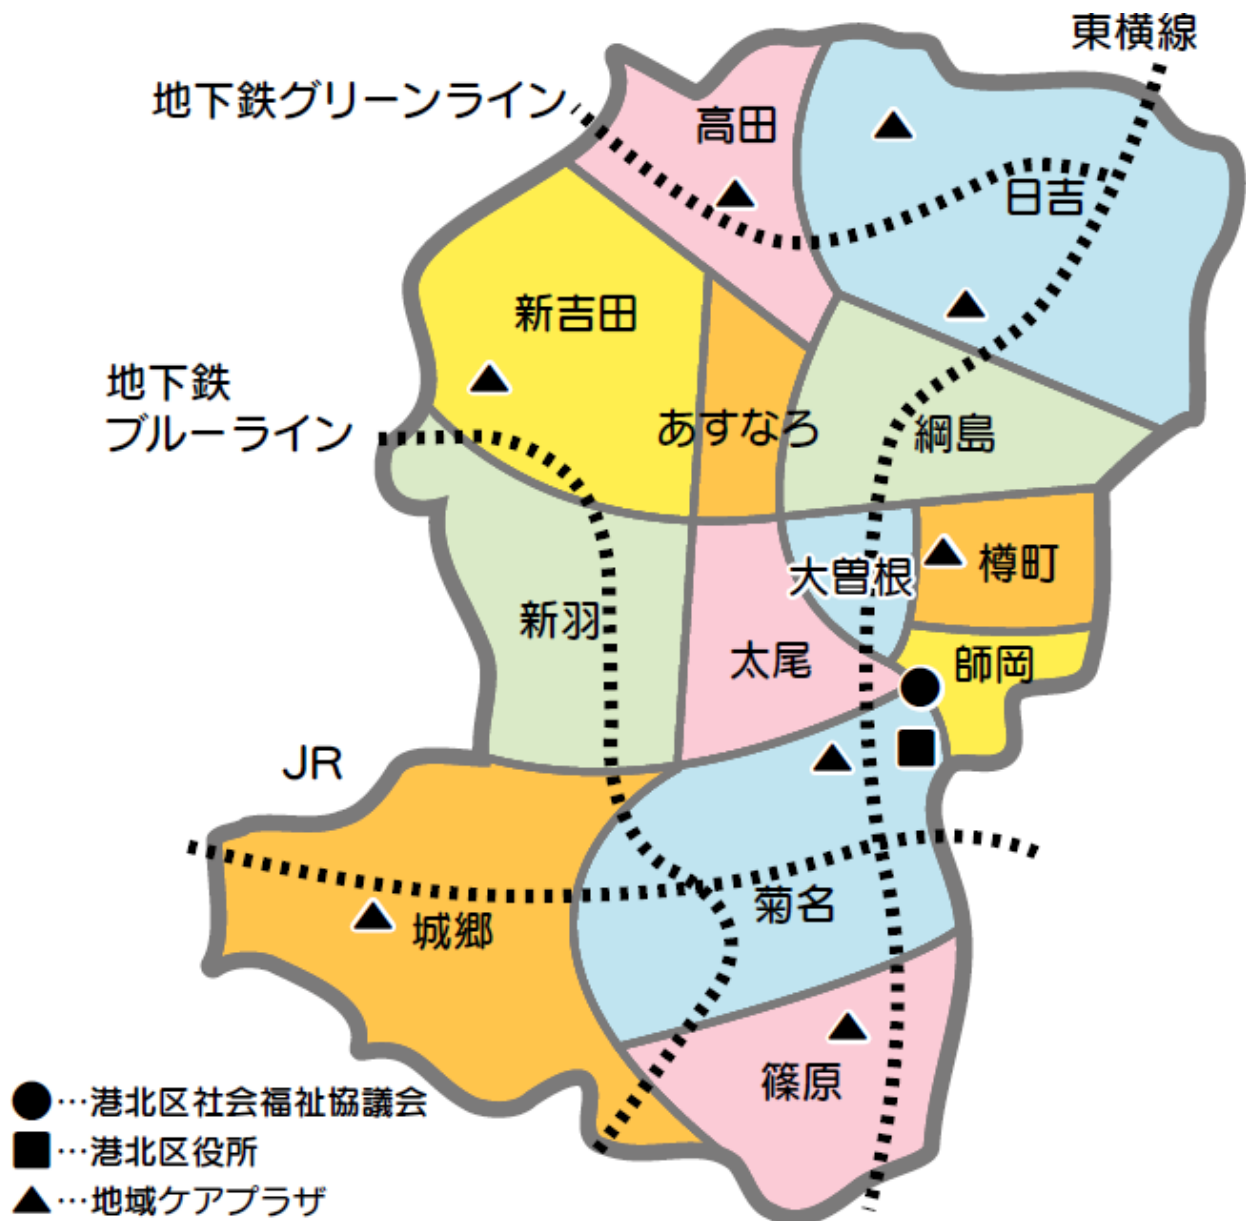 東横線
地下鉄グリーンライン
高田
日吉
新吉田
地下鉄
ブルーライン
あすなろ
綱島
大曽根
樽町
新羽
太尾
師岡
JR
菊名
城郷
篠原
●…港北区社会福祉協議会
■…港北区役所
▲…地域ケアプラザ